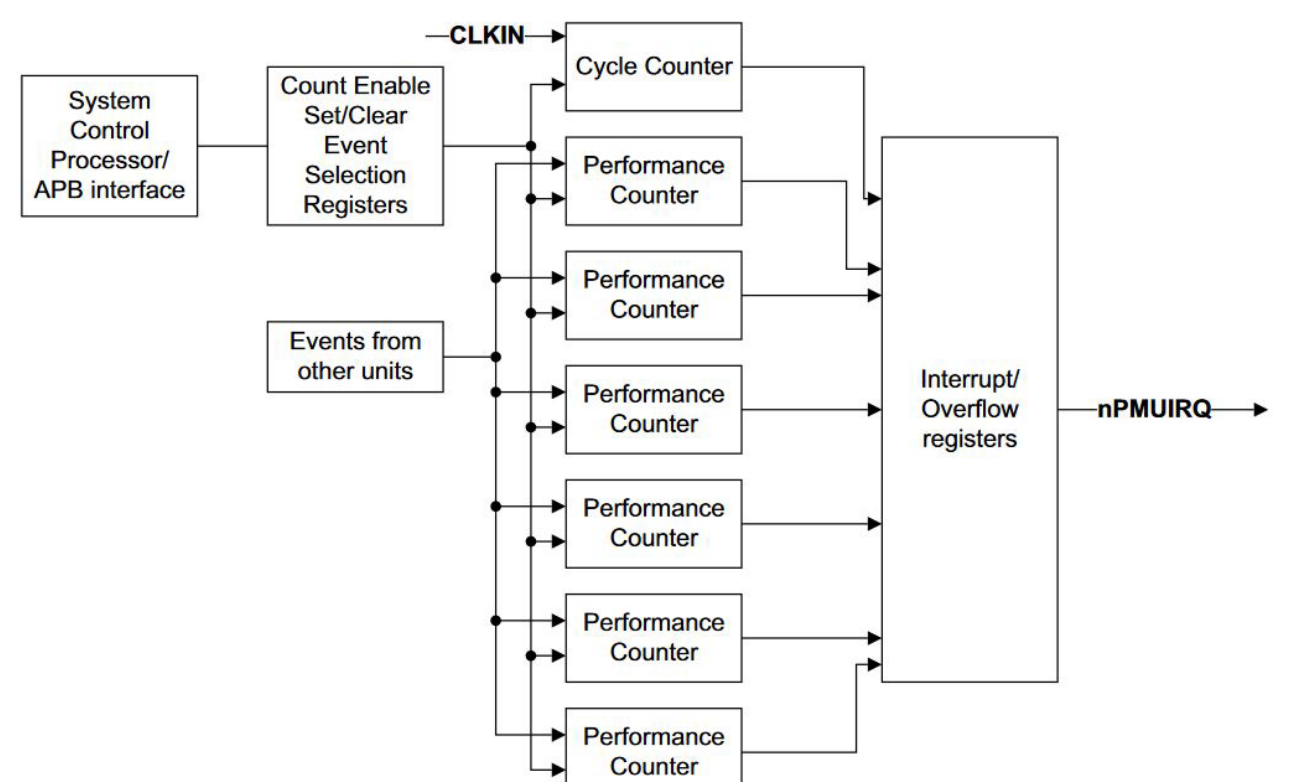 CLKIN
Cycle Counter
System
Control
Processor/
APB interface
Count Enable
Set/Clear
Event
Selection
Registers
Performance
Counter
Performance
Counter
Events from
other units
Performance
Counter
Performance
Counter
Performance
Counter
Performance
Counter
Interrupt/
Overflow
registers
nPMUIRQ